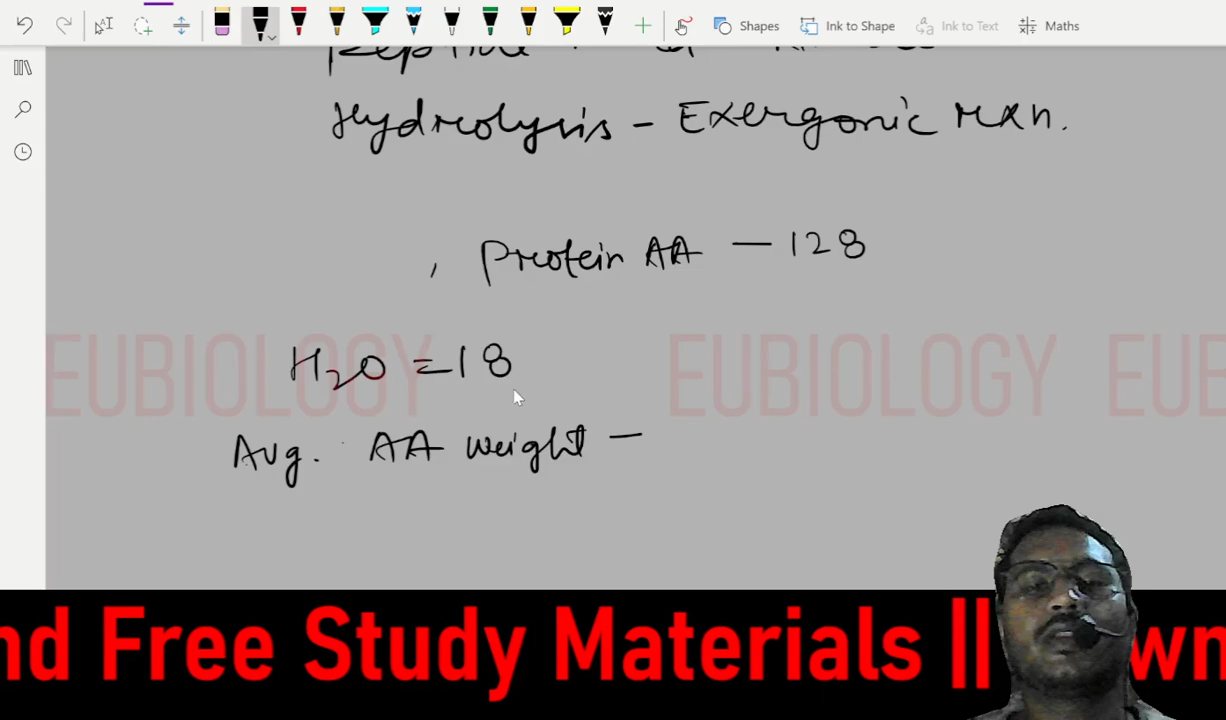 Shapes Ink to Shape Ink to Text Maths
Hydrolysis - Exergonic rxn.
, Protein AA — 128
EUBIOLOGY EUBIOLOGY EUB
H2O = 18
Avg. AA weight —
nd Free Study Materials || own